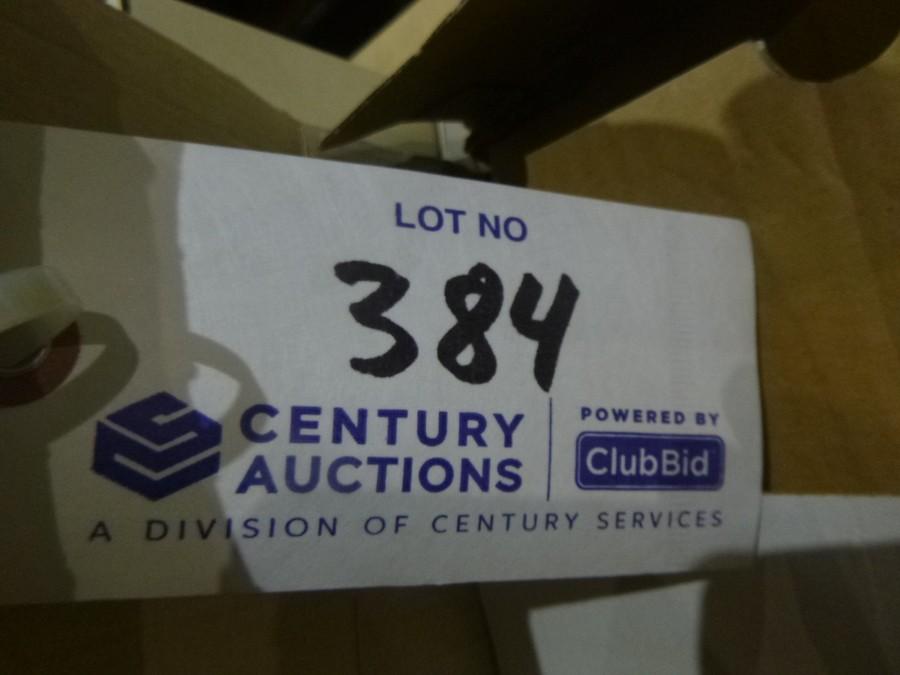 LOT NO
384
CENTURY AUCTIONS
POWERED BY
ClubBid
A DIVISION OF CENTURY SERVICES